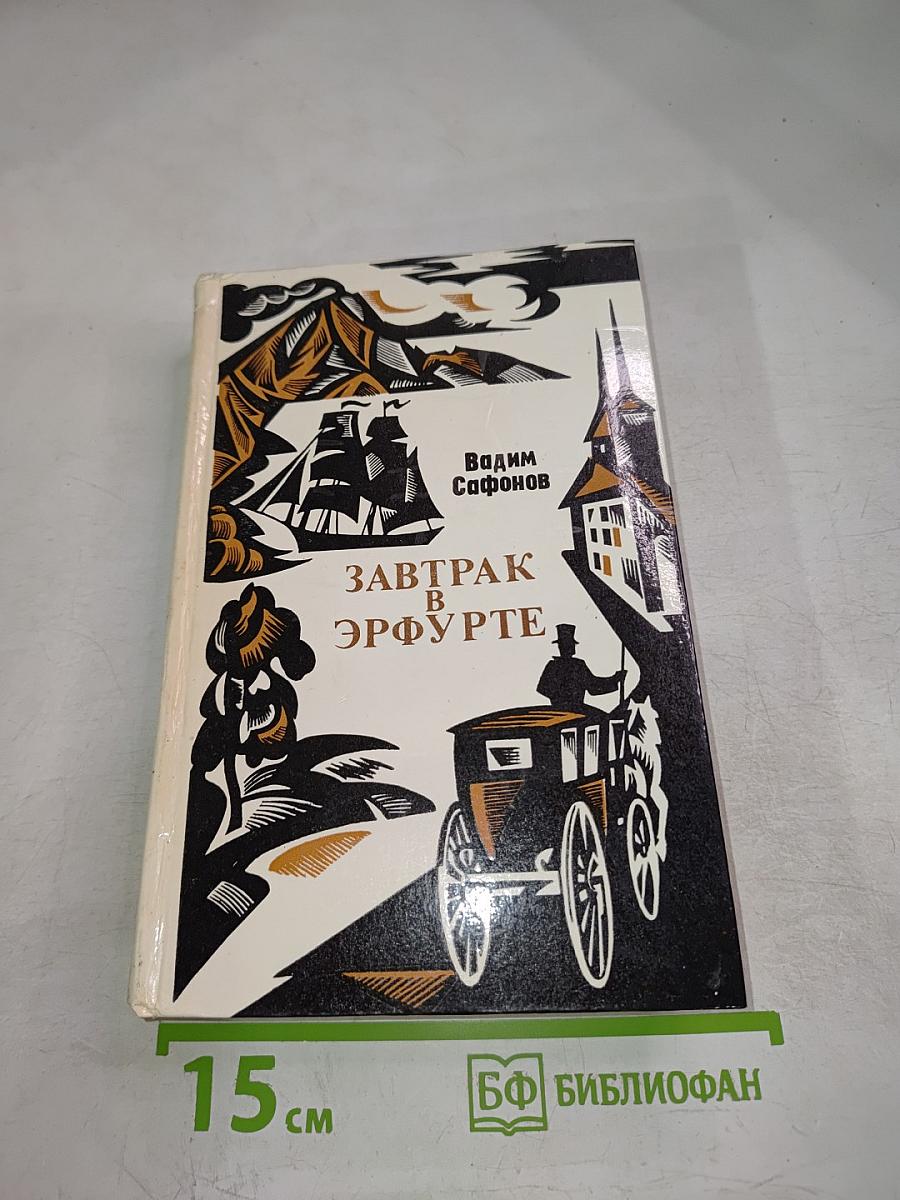 Вадим
Сафонов
ЗАВТРАК
В
ЭРФУРТЕ
15 см
БФ БИБЛИОФАН